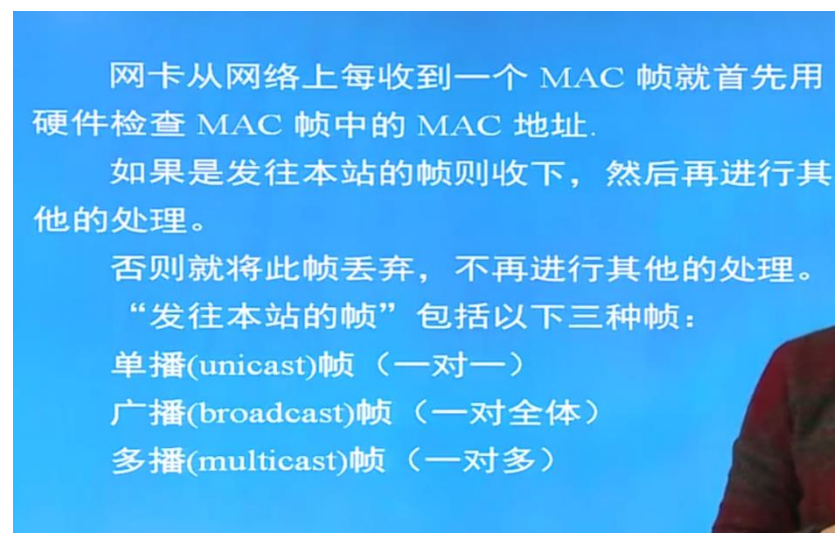 网卡从网络上每收到一个 MAC 帧就首先用
硬件检查 MAC 帧中的 MAC 地址.
如果是发往本站的帧则收下，然后再进行其
他的处理。
否则就将此帧丢弃，不再进行其他的处理。
“发往本站的帧”包括以下三种帧：
单播(unicast)帧（一对一）
广播(broadcast)帧（一对全体）
多播(multicast)帧（一对多）